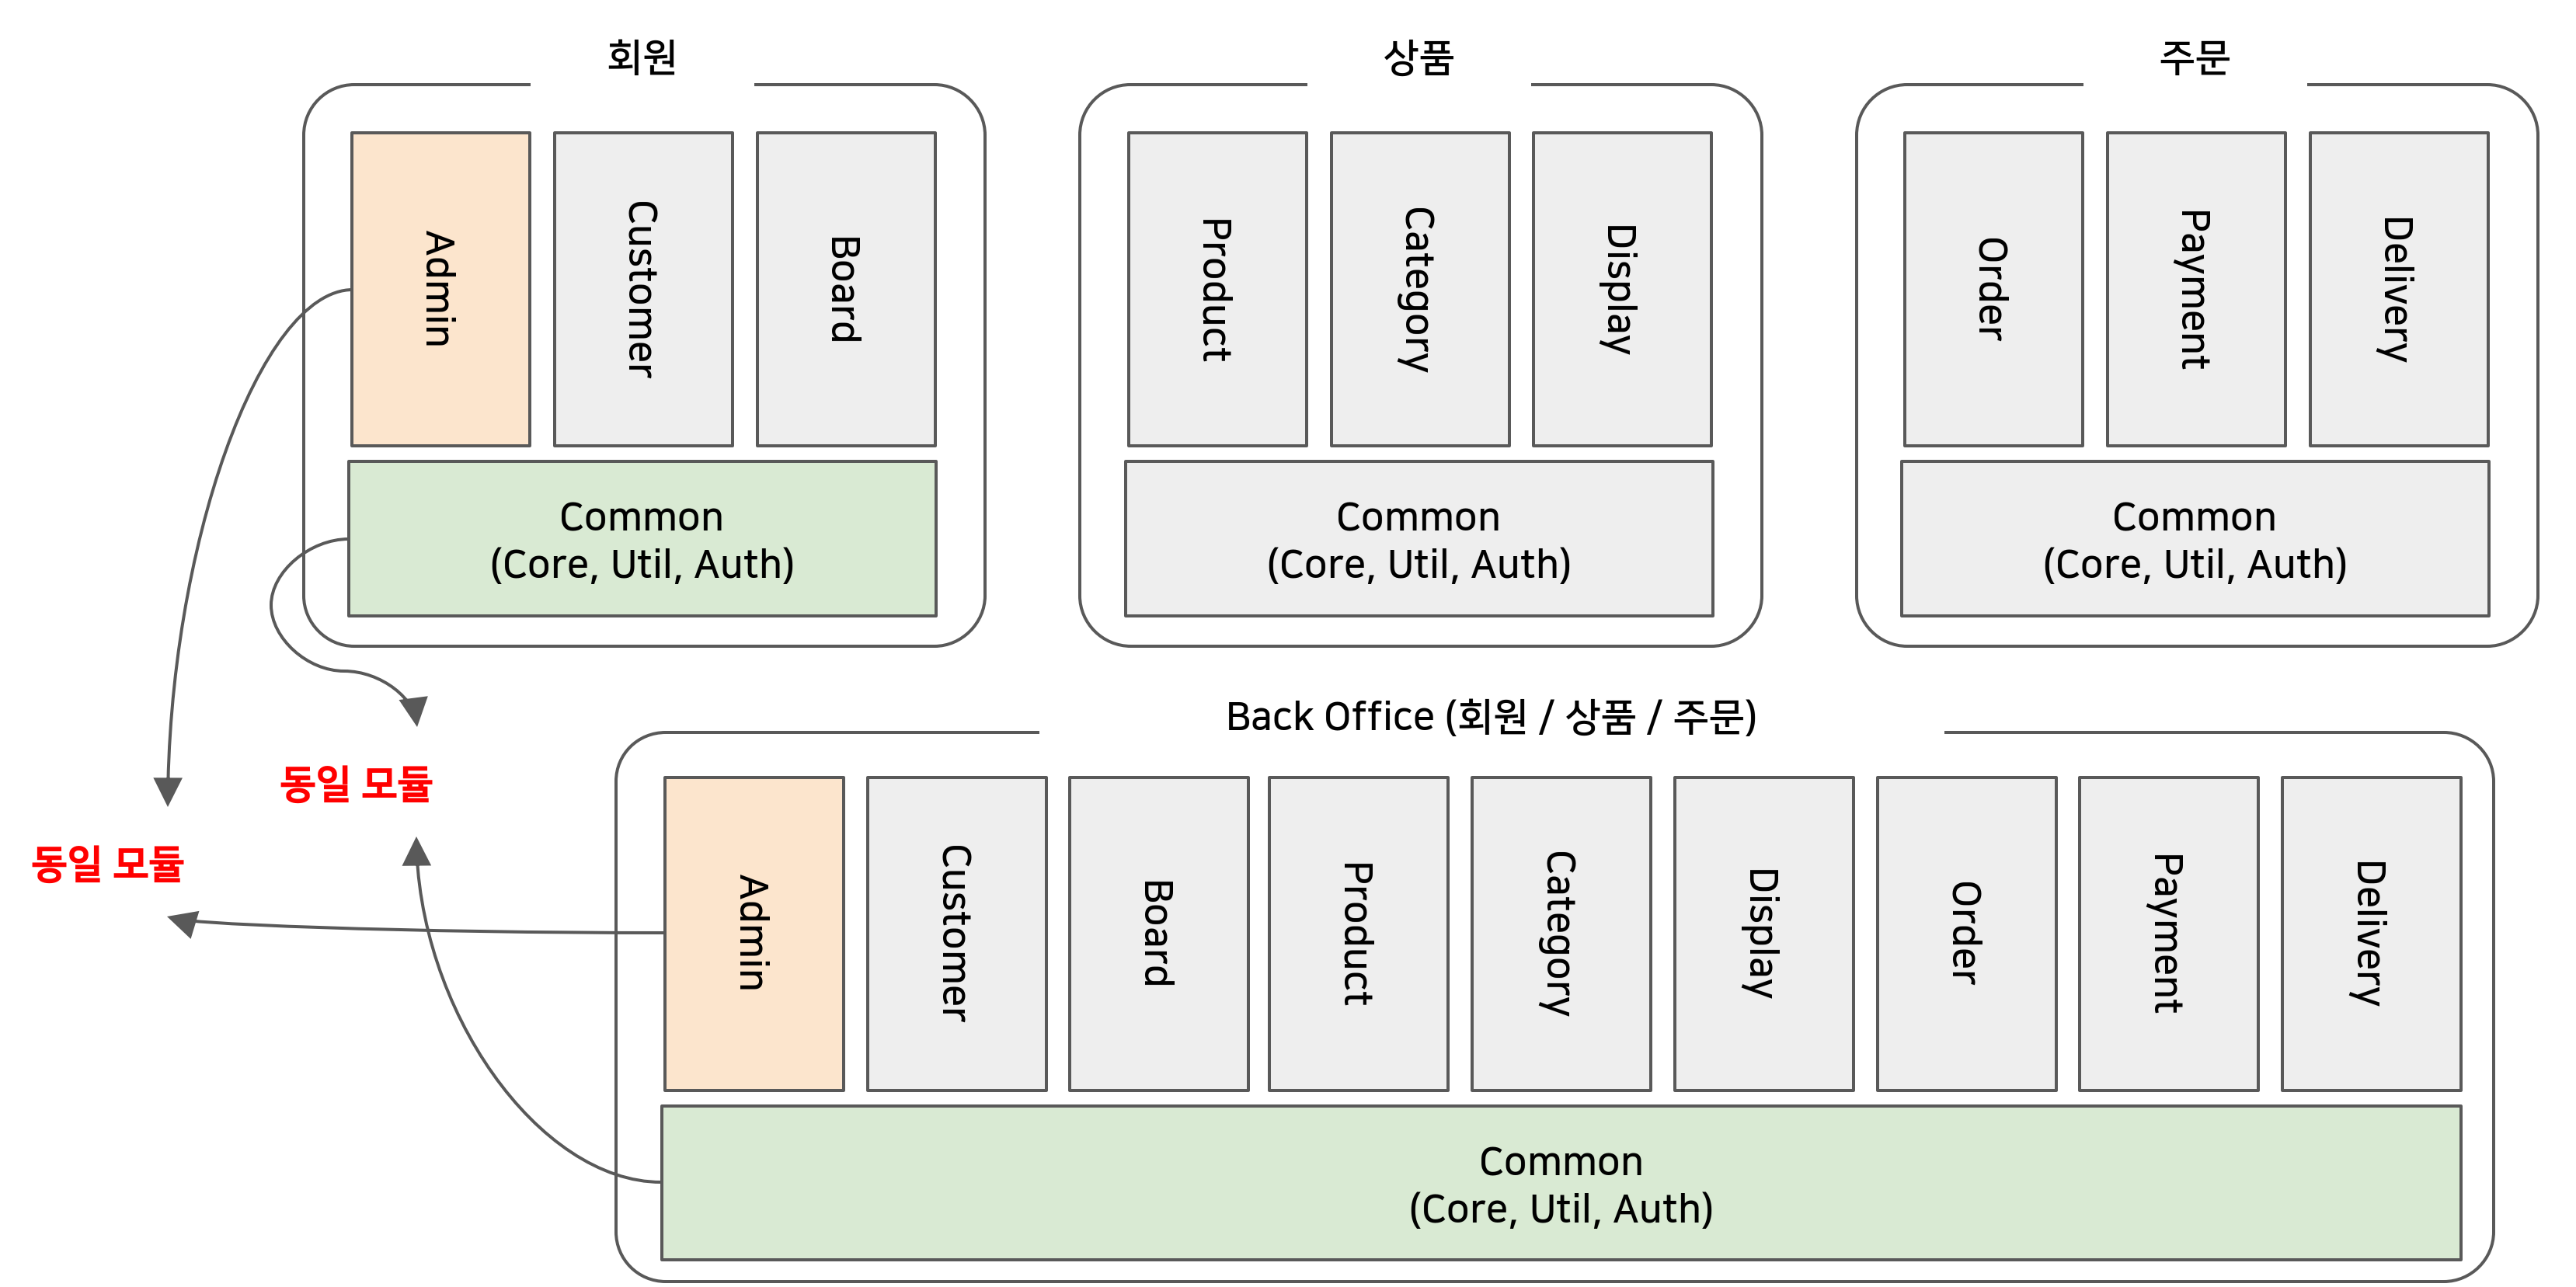 회원
상품
주문
Admin
Customer
Board
Product
Category
Display
Order
Payment
Delivery
Common
(Core, Util, Auth)
Common
(Core, Util, Auth)
Common
(Core, Util, Auth)
Back Office (회원 / 상품 / 주문)
동일 모듈
동일 모듈
Admin
Customer
Board
Product
Category
Display
Order
Payment
Delivery
Common
(Core, Util, Auth)